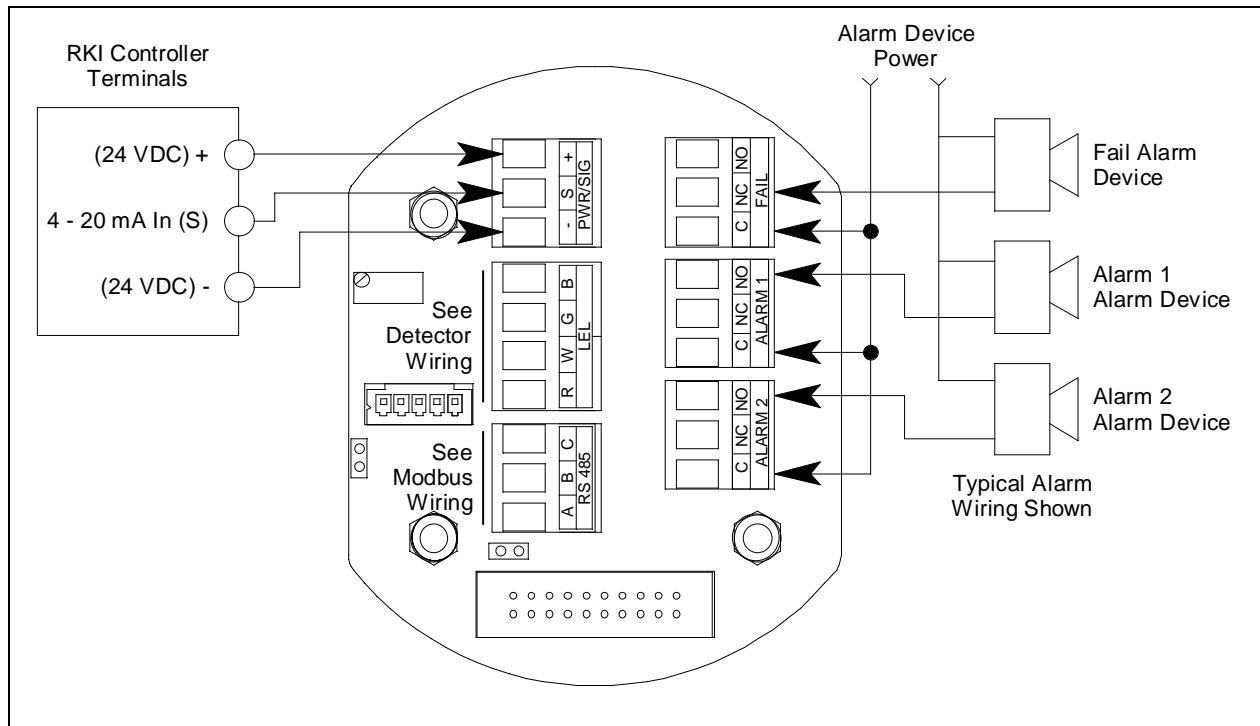 RKI Controller
Terminals
(24 VDC) +
4 - 20 mA In (S)
(24 VDC) -
+
S
-
PWR/SIG
B
G
W
R
LEL
See
Detector
Wiring
C
B
A
RS 485
See
Modbus
Wiring
NO
NC
C
FAIL
NO
NC
C
ALARM 1
NO
NC
C
ALARM 2
Alarm Device
Power
Fail Alarm
Device
Alarm 1
Alarm Device
Alarm 2
Alarm Device
Typical Alarm
Wiring Shown